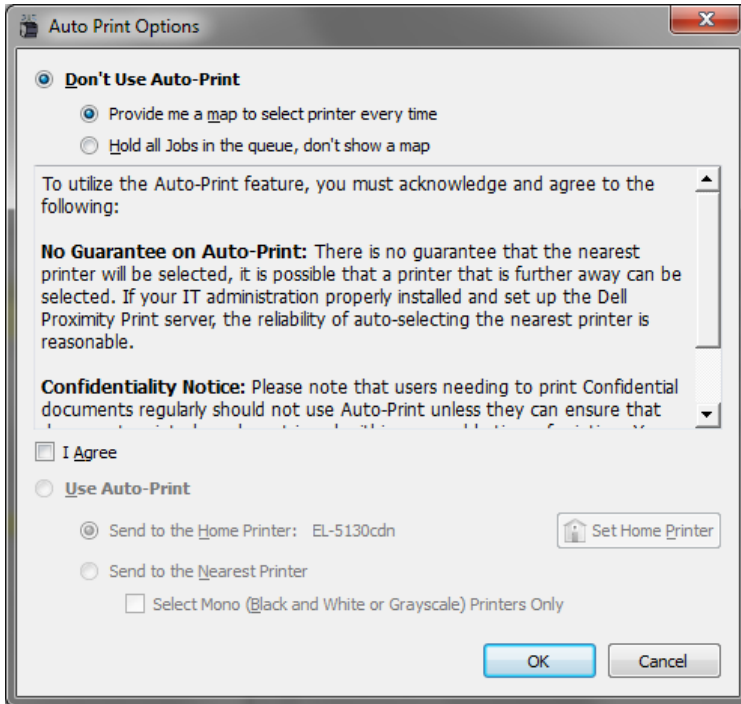 Auto Print Options
Don't Use Auto-Print
Provide me a map to select printer every time
Hold all Jobs in the queue, don't show a map
To utilize the Auto-Print feature, you must acknowledge and agree to the
following:
No Guarantee on Auto-Print: There is no guarantee that the nearest
printer will be selected, it is possible that a printer that is further away can be
selected. If your IT administration properly installed and set up the Dell
Proximity Print server, the reliability of auto-selecting the nearest printer is
reasonable.
Confidentiality Notice: Please note that users needing to print Confidential
documents regularly should not use Auto-Print unless they can ensure that
I Agree
Use Auto-Print
Send to the Home Printer: EL-5130cdn
Set Home Printer
Send to the Nearest Printer
Select Mono (Black and White or Grayscale) Printers Only
OK
Cancel